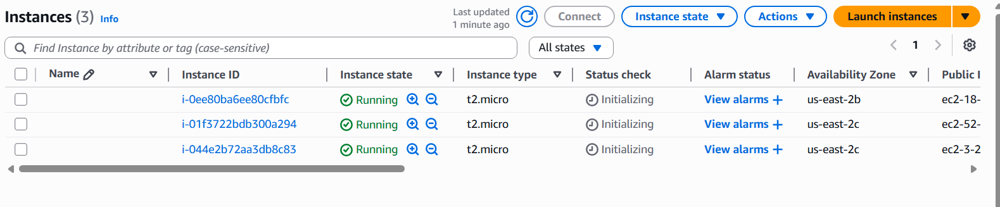 Instances (3) Info
Last updated
1 minute ago
Connect
Instance state
Actions
Launch instances
Find Instance by attribute or tag (case-sensitive)
All states
1
Name Instance ID Instance state Instance type Status check Alarm status Availability Zone Public I
i-0ee80ba6ee80cfbfc Running t2.micro Initializing View alarms + us-east-2b ec2-18-
i-01f3722bdb300a294 Running t2.micro Initializing View alarms + us-east-2c ec2-52-
i-044e2b72aa3db8c83 Running t2.micro Initializing View alarms + us-east-2c ec2-3-2